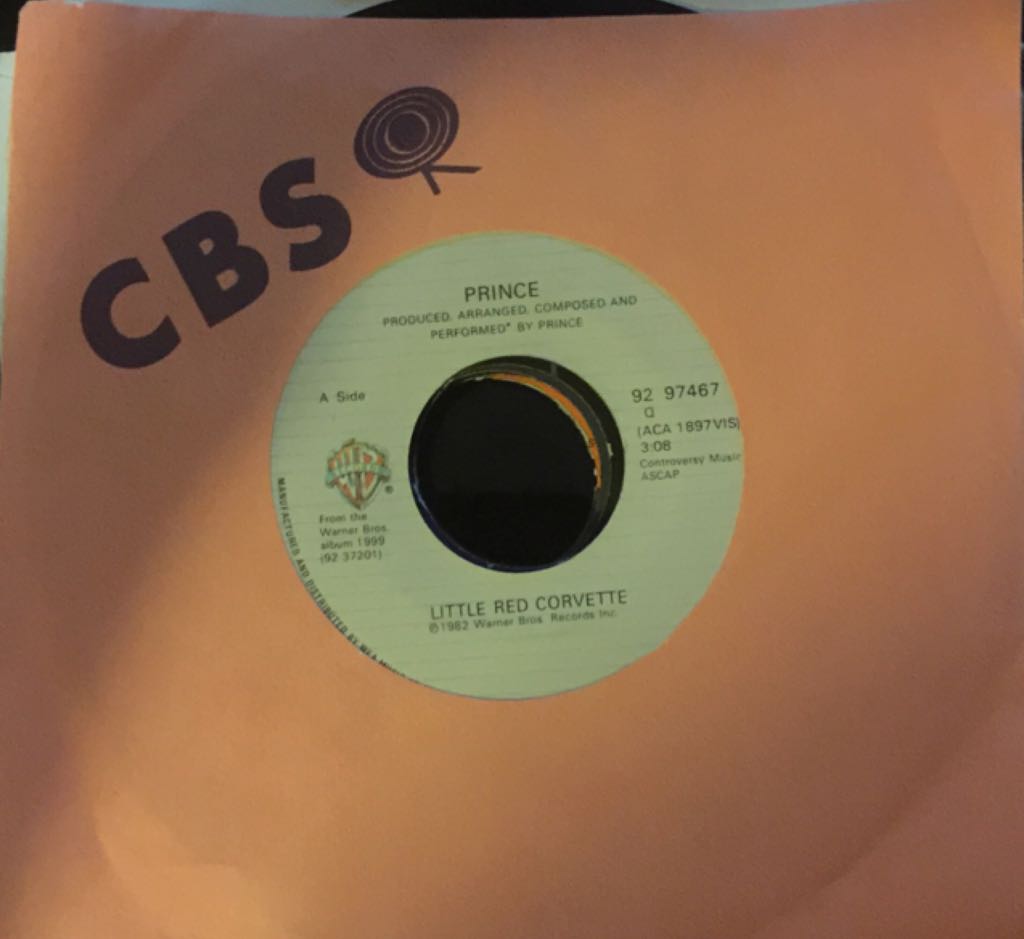 CBS
PRINCE
PRODUCED, ARRANGED, COMPOSED AND
PERFORMED* BY PRINCE
A Side
92 97467
(ACA 1897VIS)
3:08
Controversy Music
ASCAP
From the
Warner Bros.
album 1999
(92 37201)
MANUFACTURED AND DISTRIBUTED BY WEA
LITTLE RED CORVETTE
©1982 Warner Bros. Records Inc.